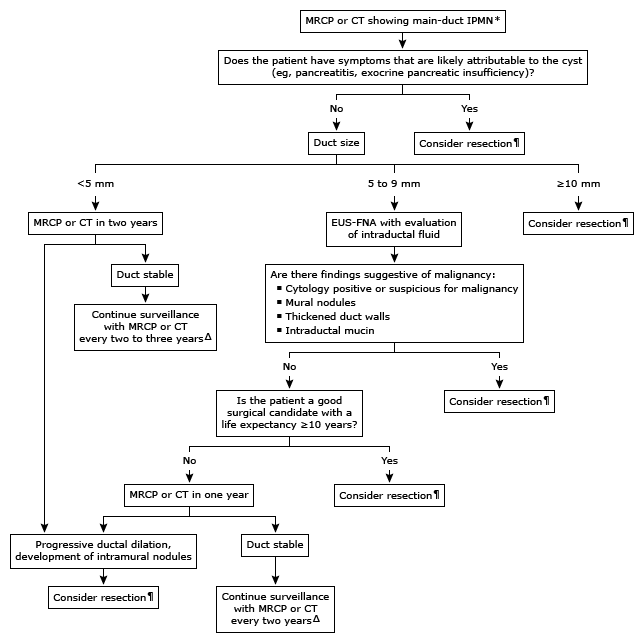 MRCP or CT showing main-duct IPMN*
Does the patient have symptoms that are likely attributable to the cyst
(eg, pancreatitis, exocrine pancreatic insufficiency)?
No
Yes
Duct size
Consider resection¶
<5 mm
5 to 9 mm
≥10 mm
MRCP or CT in two years
EUS-FNA with evaluation
of intraductal fluid
Consider resection¶
Duct stable
Continue surveillance
with MRCP or CT
every two to three yearsΔ
Are there findings suggestive of malignancy:
▪ Cytology positive or suspicious for malignancy
▪ Mural nodules
▪ Thickened duct walls
▪ Intraductal mucin
No
Yes
Is the patient a good
surgical candidate with a
life expectancy ≥10 years?
Consider resection¶
No
Yes
MRCP or CT in one year
Consider resection¶
Progressive ductal dilation,
development of intramural nodules
Duct stable
Consider resection¶
Continue surveillance
with MRCP or CT
every two yearsΔ